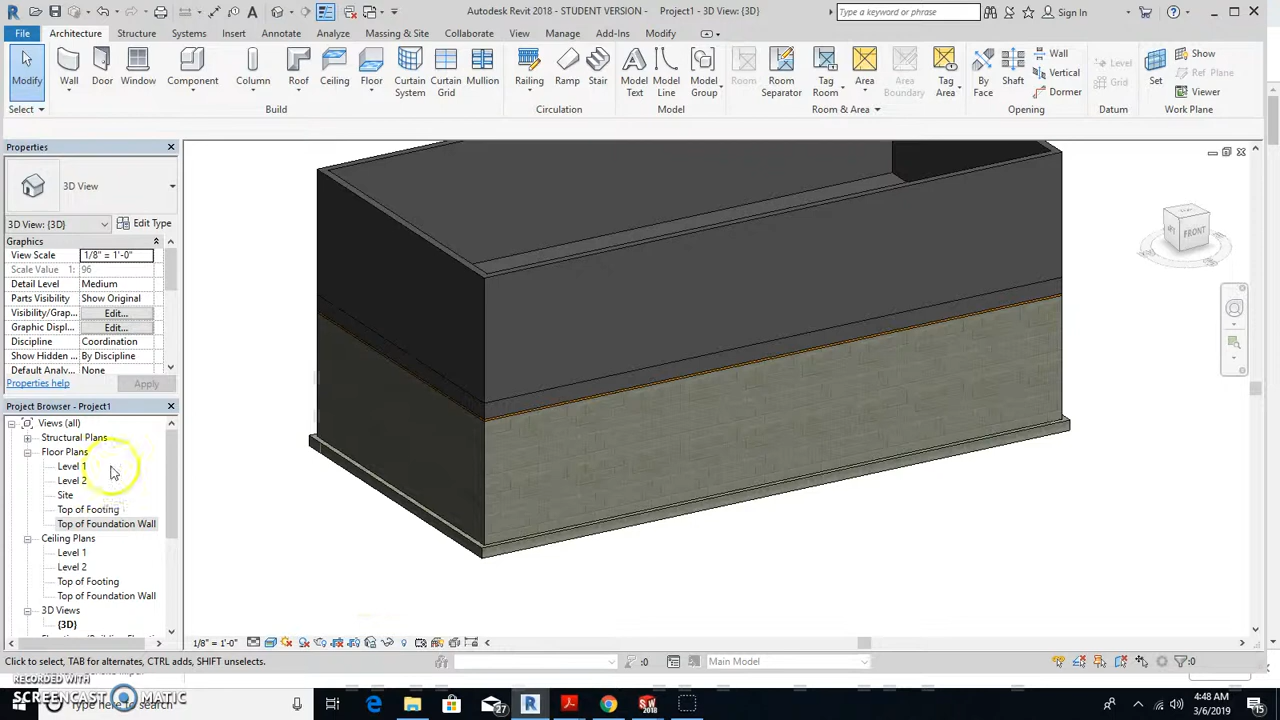 Autodesk Revit 2018 - STUDENT VERSION - Project1 - 3D View: {3D}
Type a keyword or phrase
Sign In
File Architecture Structure Systems Insert Annotate Analyze Massing & Site Collaborate View Manage Add-Ins Modify
Modify Wall Door Window Component Column Roof Ceiling Floor Curtain System Curtain Grid Mullion Railing Ramp Stair Model Text Model Line Model Group Room Room Separator Tag Room Area Area Boundary Tag Area By Face Shaft Wall Vertical Dormer Level Grid Set Show Ref Plane Viewer
Select Build Circulation Model Room & Area Opening Datum Work Plane
Properties
3D View
3D View: {3D} Edit Type
Graphics
View Scale 1/8" = 1'-0"
Scale Value 1: 96
Detail Level Medium
Parts Visibility Show Original
Visibility/Grap... Edit...
Graphic Displ... Edit...
Discipline Coordination
Show Hidden ... By Discipline
Default Analy... None
Properties help Apply
Project Browser - Project1
Views (all)
Structural Plans
Floor Plans
Level 1
Level 2
Site
Top of Footing
Top of Foundation Wall
Ceiling Plans
Level 1
Level 2
Top of Footing
Top of Foundation Wall
3D Views
{3D}
FRONT
1/8" = 1'-0"
Click to select, TAB for alternates, CTRL adds, SHIFT unselects.
:0
Main Model
:0
RECORDED WITH
SCREENCAST MATIC
Type here to search
27
SW 2018
4:48 AM
3/6/2019
15